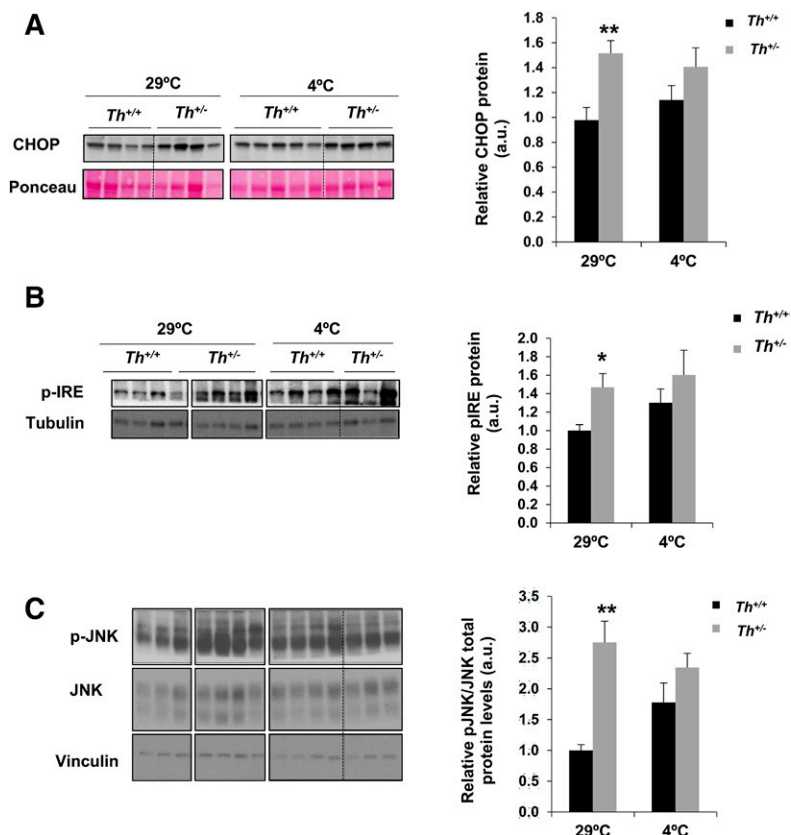 A
29ºC 4ºC
Th+/+ Th+/- Th+/+ Th+/-
CHOP
Ponceau
Relative CHOP protein
(a.u.)
1.8
1.6
1.4
1.2
1.0
0.8
0.6
0.4
0.2
0.0
**
29ºC 4ºC
Th+/+
Th+/-
B
29ºC 4ºC
Th+/+ Th+/- Th+/+ Th+/-
p-IRE
Tubulin
Relative pIRE protein
(a.u.)
2.0
1.8
1.6
1.4
1.2
1.0
0.8
0.6
0.4
0.2
0.0
*
29ºC 4ºC
Th+/+
Th+/-
C
p-JNK
JNK
Vinculin
Relative pJNK/JNK total
protein levels (a.u.)
3.5
3.0
2.5
2.0
1.5
1.0
0.5
0.0
**
29ºC 4ºC
Th+/+
Th+/-